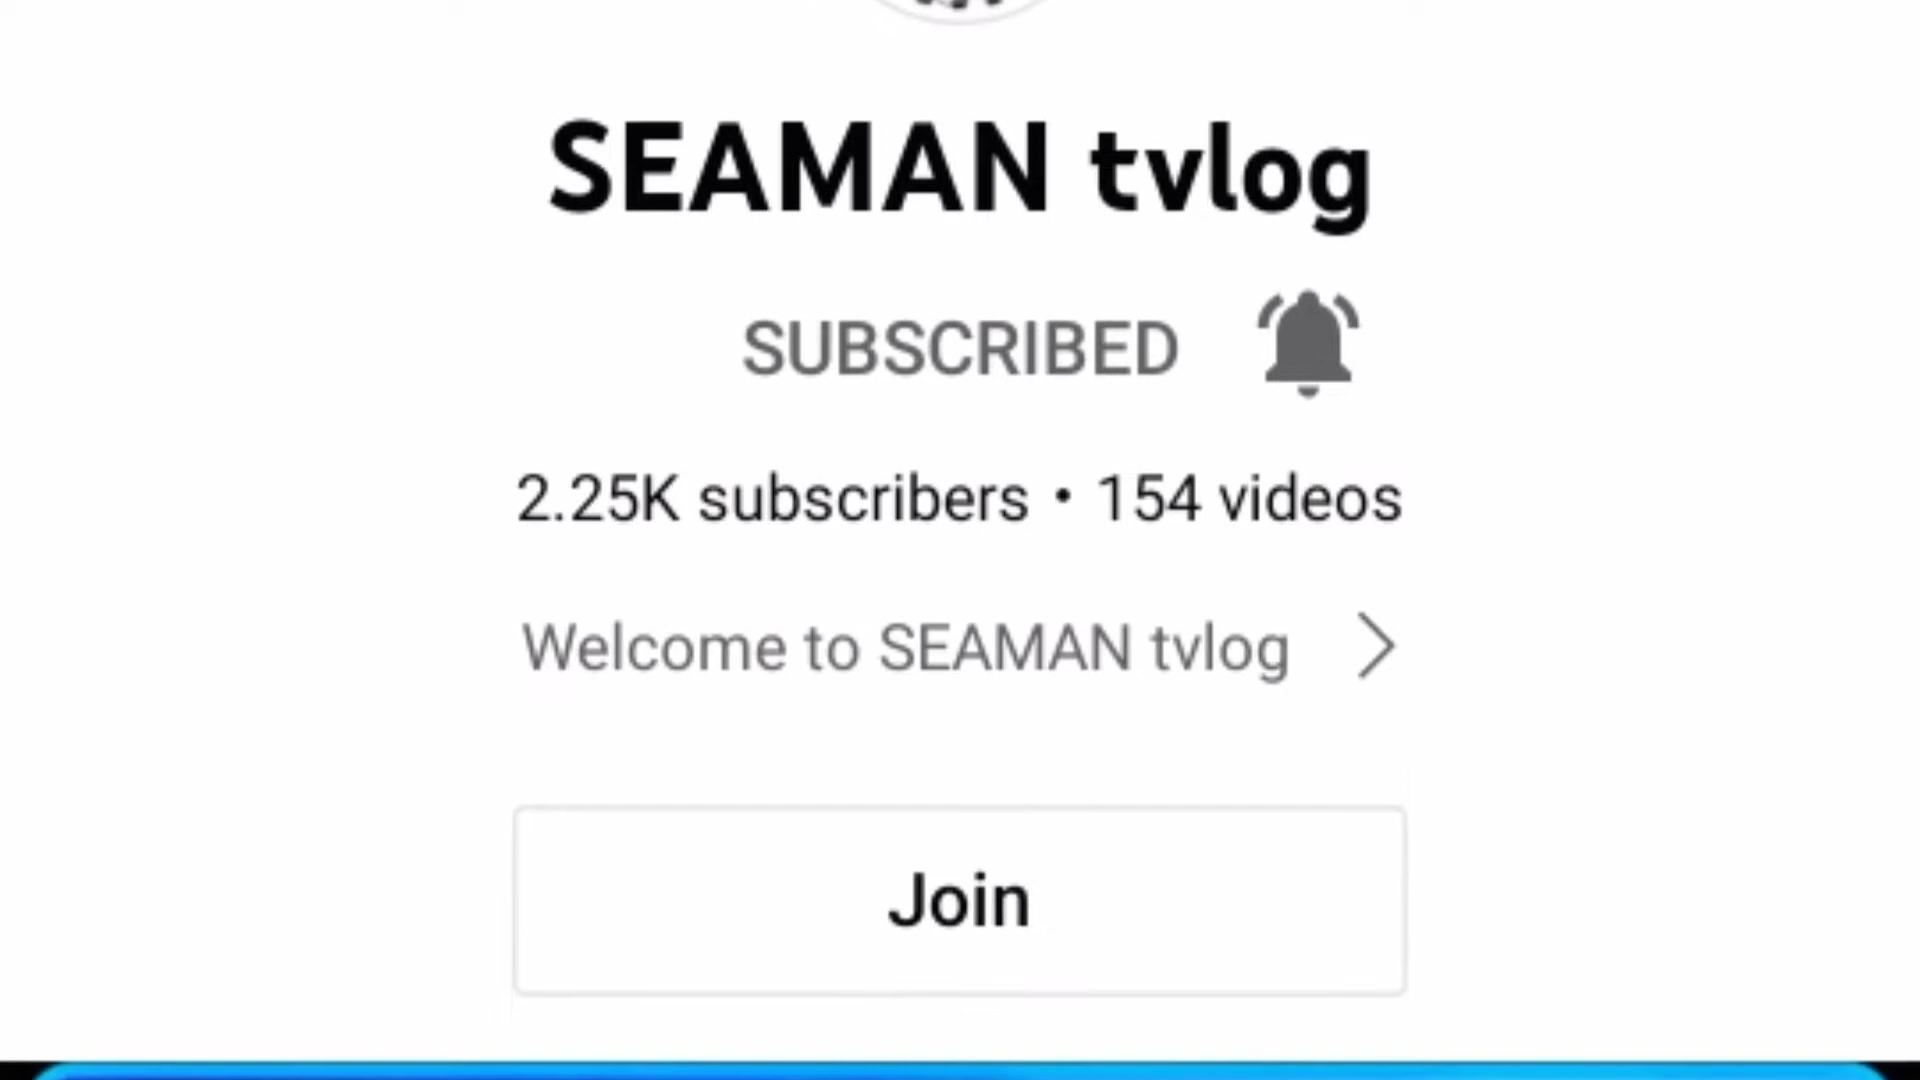 SEAMAN tvlog
SUBSCRIBED
2.25K subscribers • 154 videos
Welcome to SEAMAN tvlog
Join